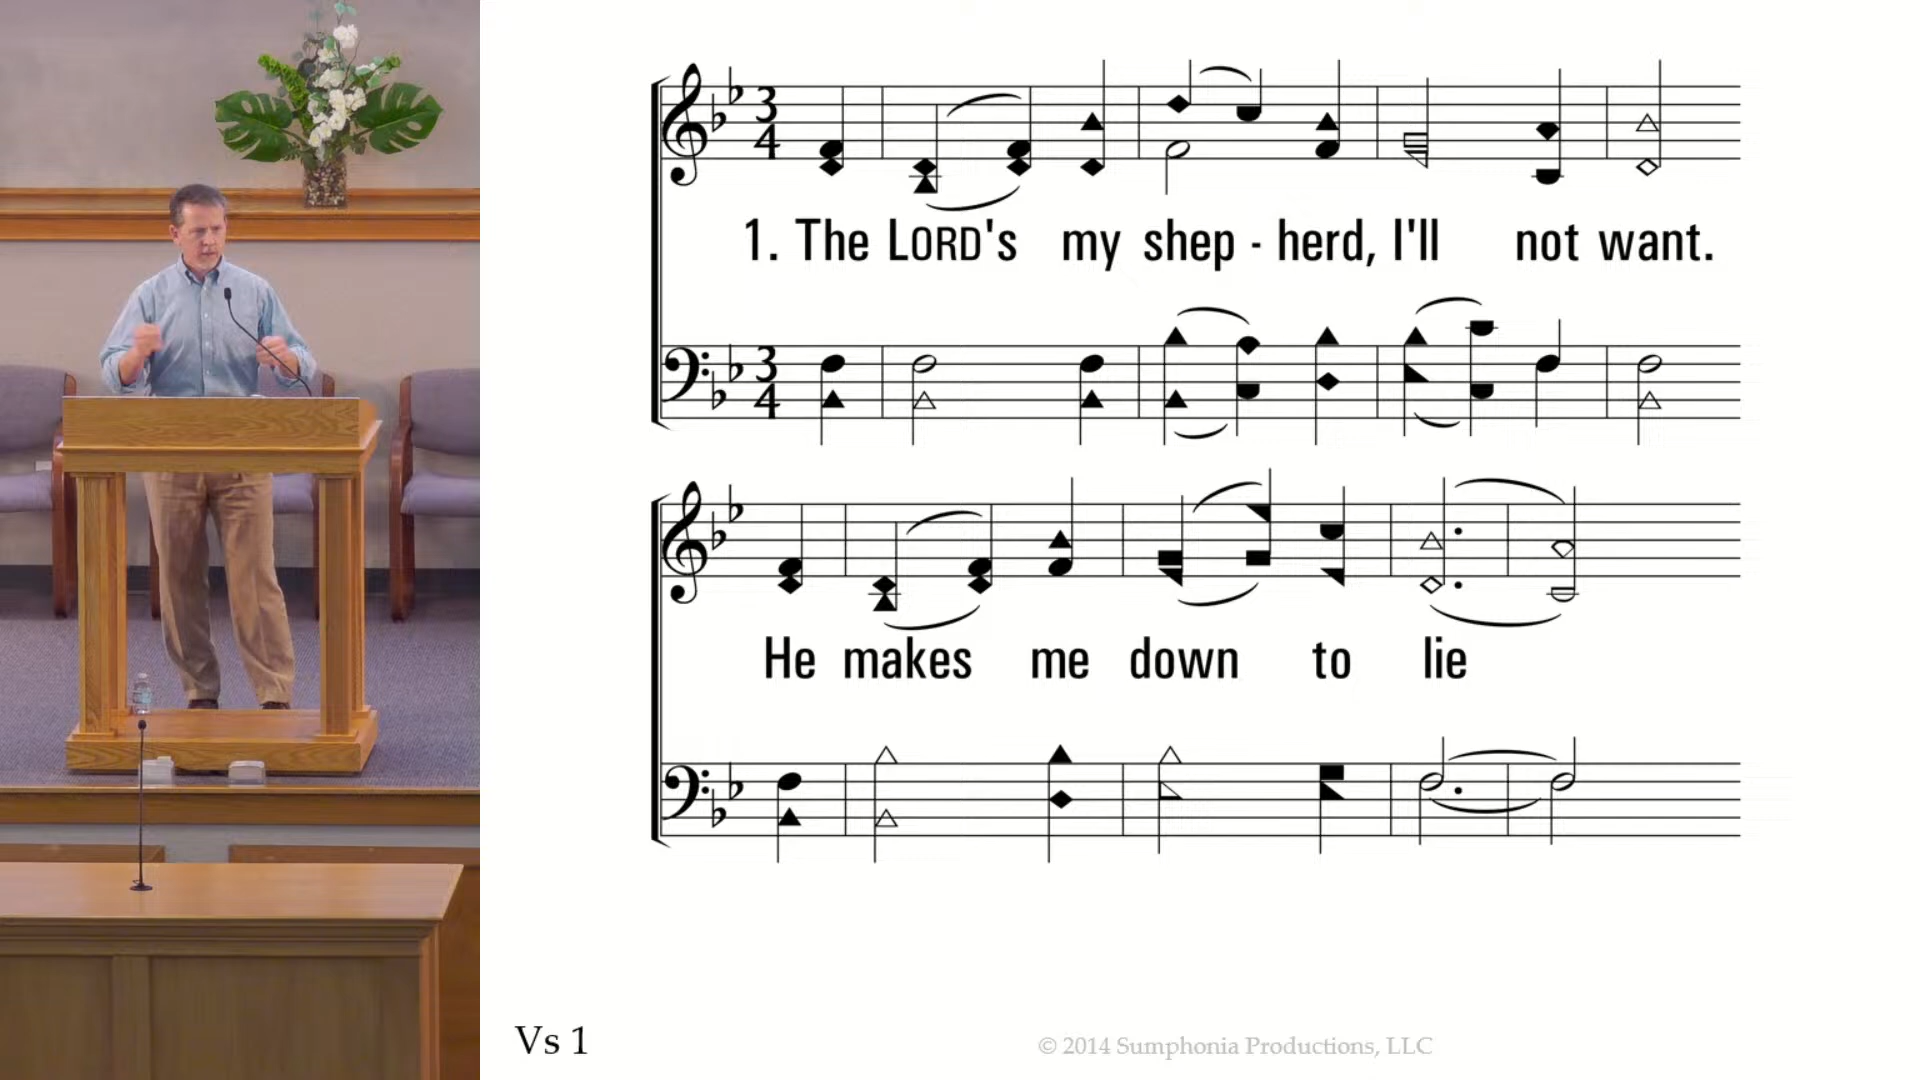 1. The LORD's my shep - herd, I'll not want.
He makes me down to lie
Vs 1
© 2014 Sumphonia Productions, LLC